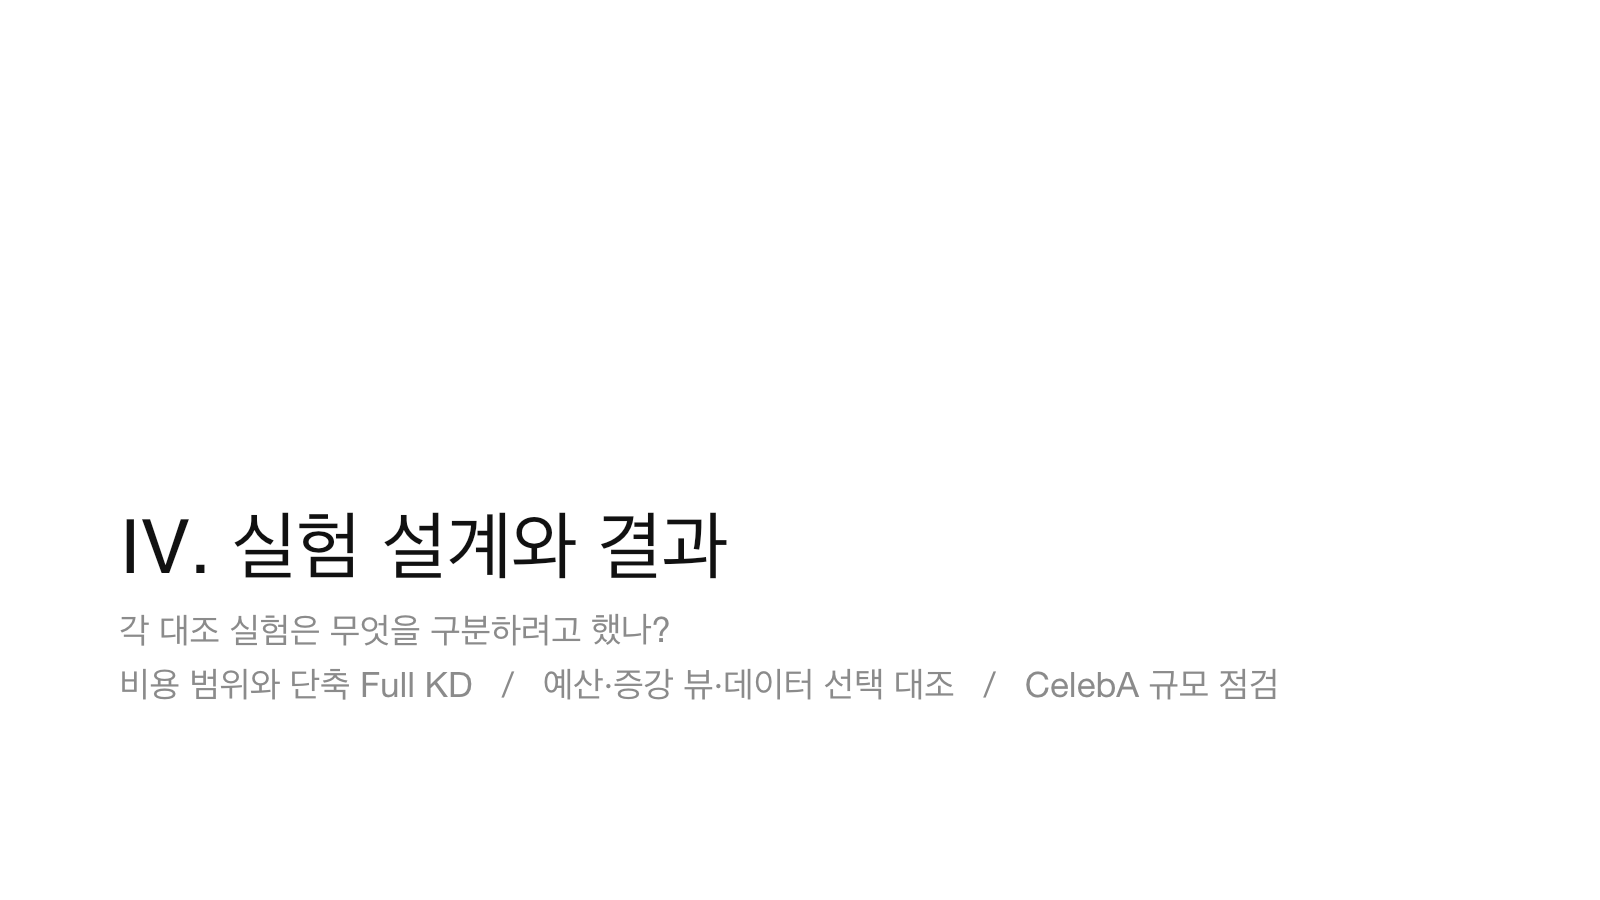 IV. 실험 설계와 결과
각 대조 실험은 무엇을 구분하려고 했나?
비용 범위와 단축 Full KD / 예산·증강 뷰·데이터 선택 대조 / CelebA 규모 점검